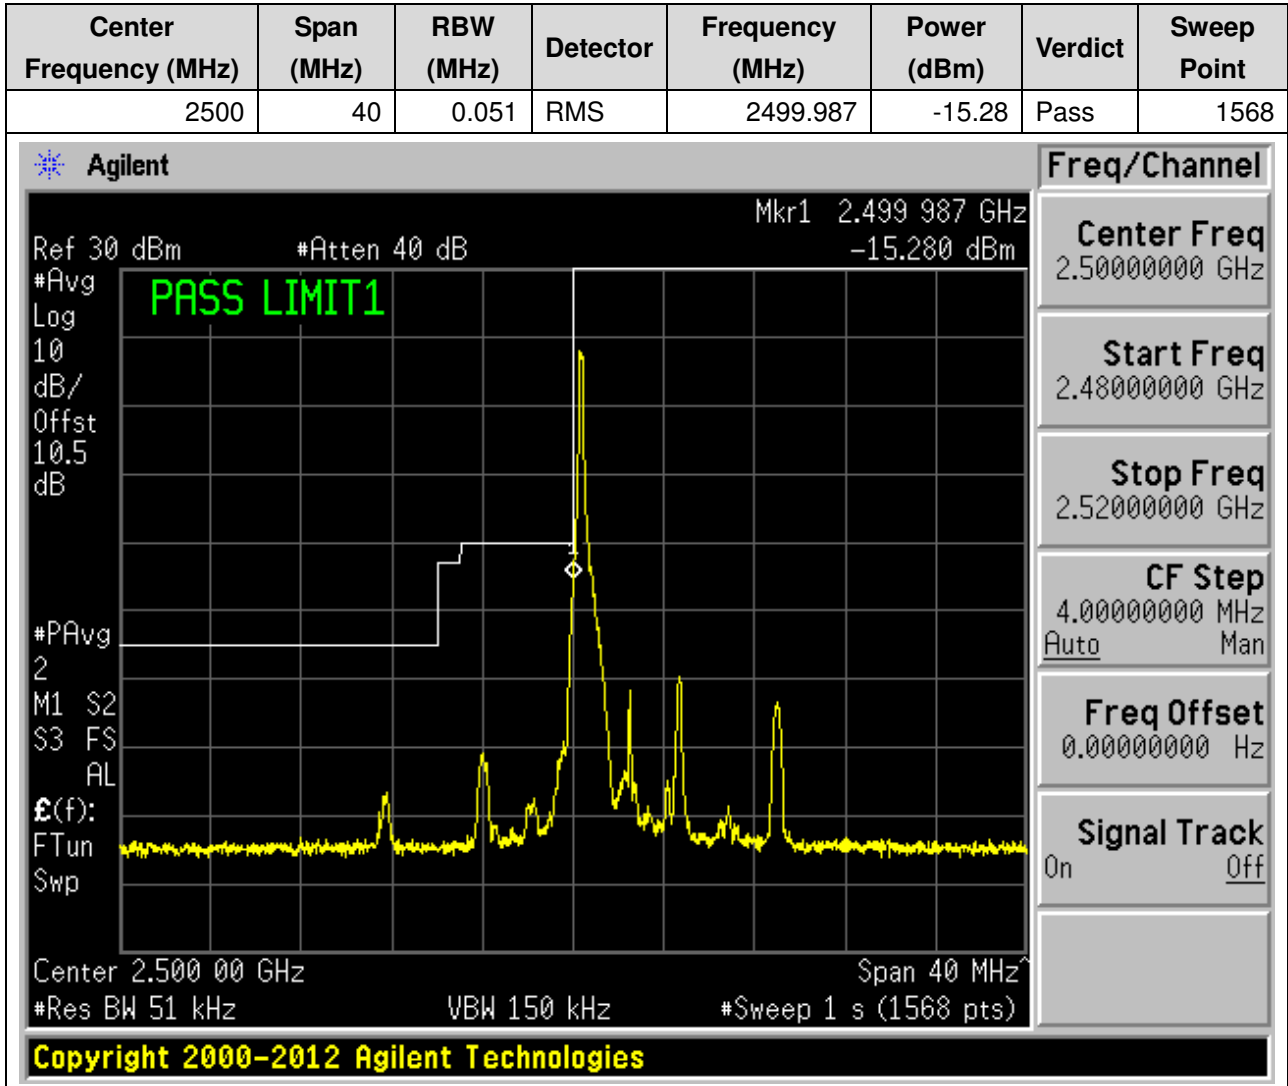 Center Frequency (MHz) Span (MHz) RBW (MHz) Detector Frequency (MHz) Power (dBm) Verdict Sweep Point
2500 40 0.051 RMS 2499.987 -15.28 Pass 1568
Agilent
Freq/Channel
Mkr1 2.499 987 GHz
Ref 30 dBm #Atten 40 dB -15.280 dBm
#Avg
Log
10
dB/
Offst
10.5
dB
PASS LIMIT1
#PAvg
2
M1 S2
S3 FS
AL
£(f):
FTun
Swp
Center 2.500 00 GHz Span 40 MHz^
#Res BW 51 kHz VBW 150 kHz #Sweep 1 s (1568 pts)
Center Freq
2.50000000 GHz
Start Freq
2.48000000 GHz
Stop Freq
2.52000000 GHz
CF Step
4.00000000 MHz
Auto Man
Freq Offset
0.00000000 Hz
Signal Track
On Off
Copyright 2000-2012 Agilent Technologies